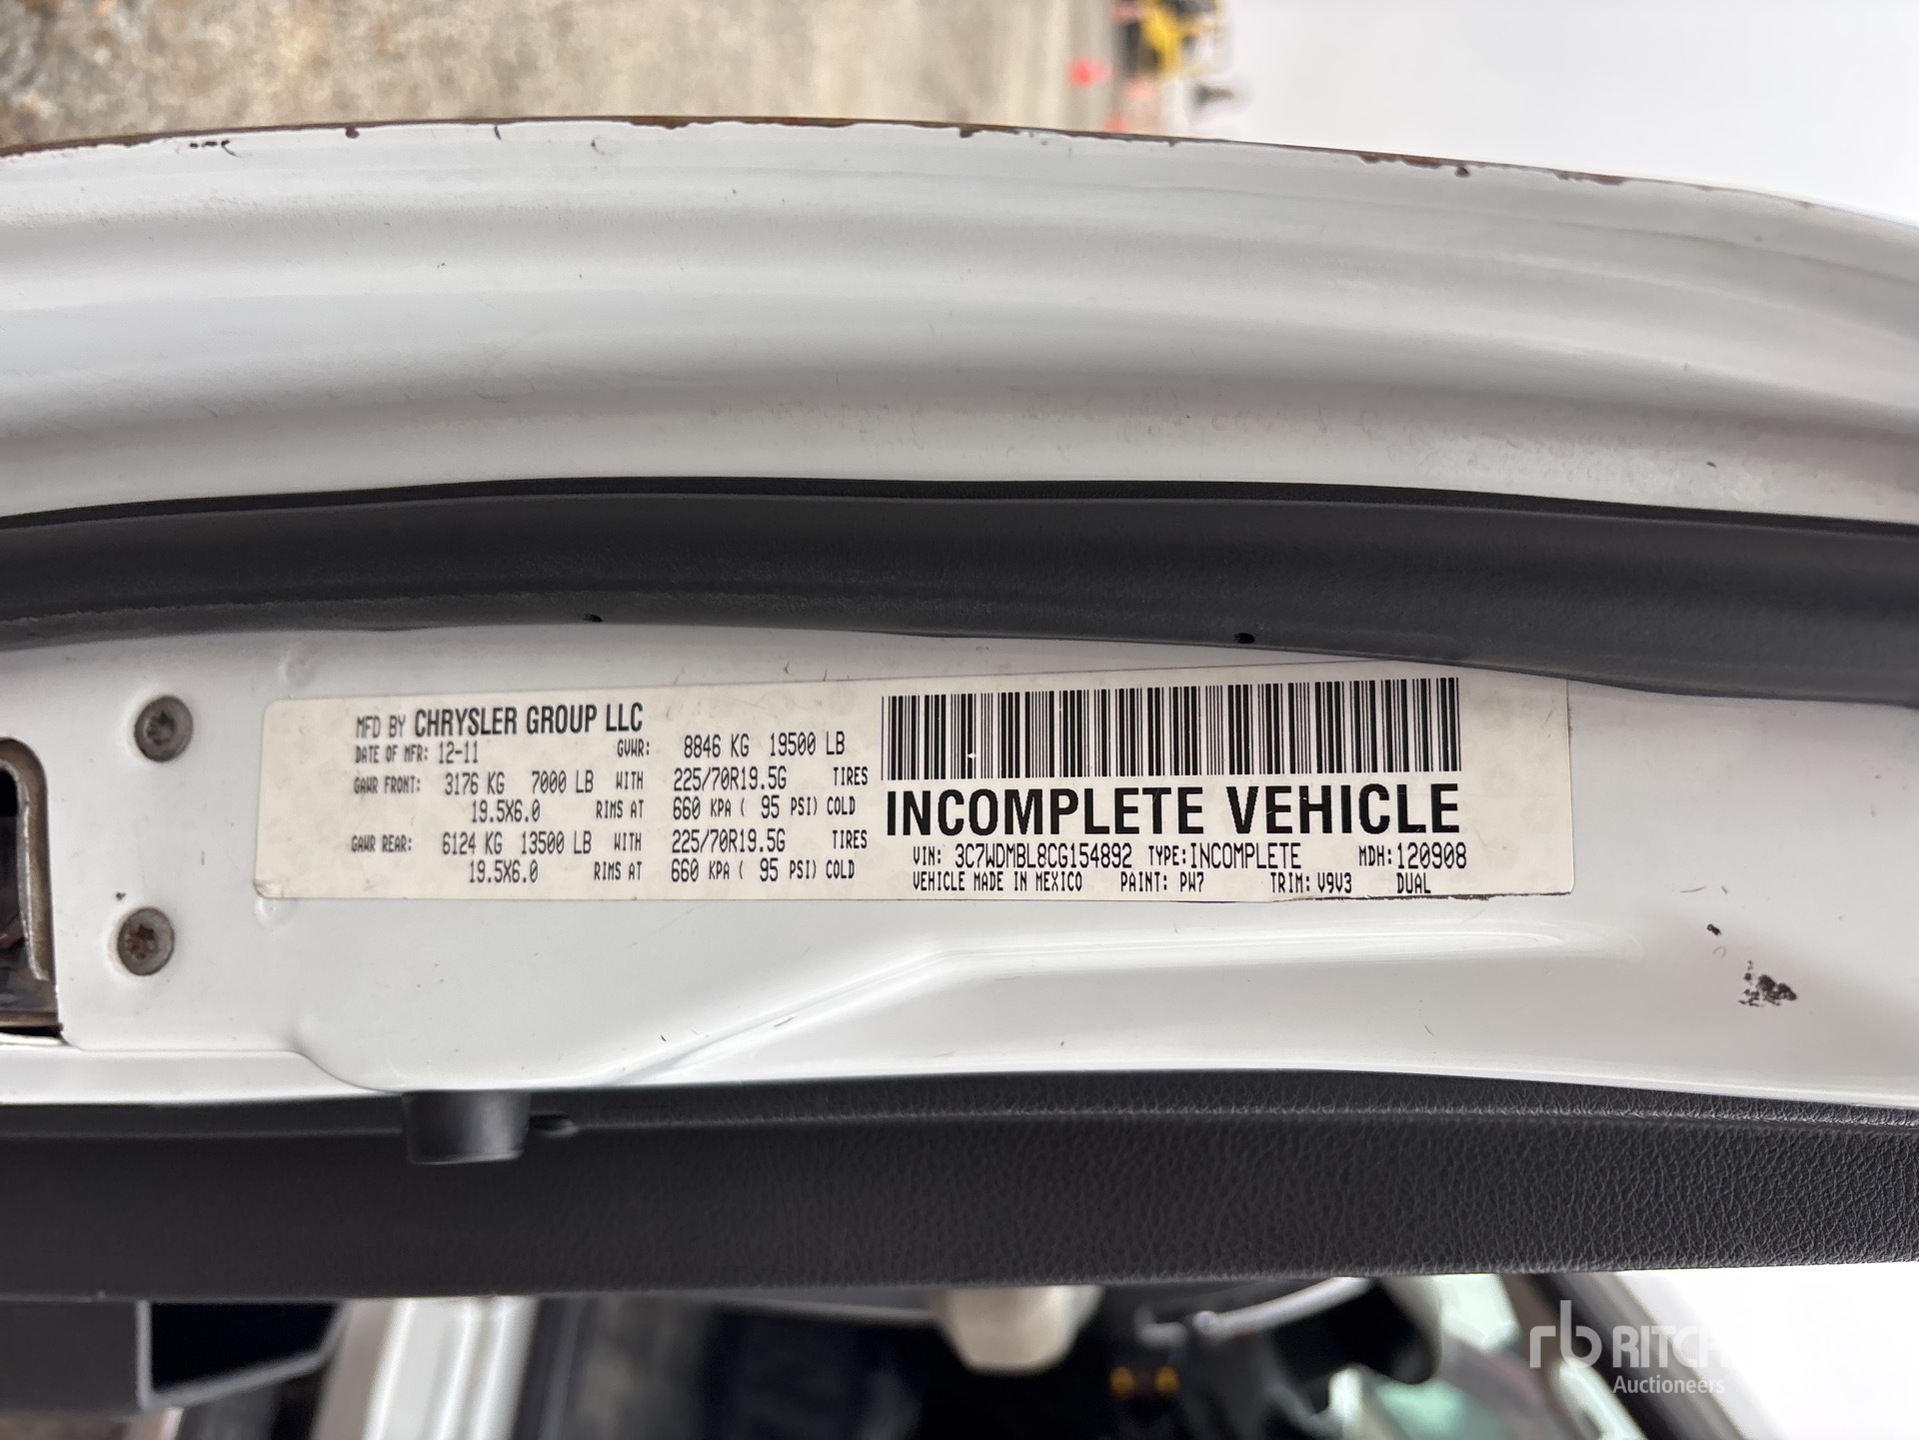 MFD BY CHRYSLER GROUP LLC
DATE OF MFR: 12-11 GVWR: 8846 KG 19500 LB
GAWR FRONT: 3176 KG 7000 LB WITH 225/70R19.5G TIRES
19.5X6.0 RIMS AT 660 KPA ( 95 PSI) COLD
GAWR REAR: 6124 KG 13500 LB WITH 225/70R19.5G TIRES
19.5X6.0 RIMS AT 660 KPA ( 95 PSI) COLD
INCOMPLETE VEHICLE
VIN: 3C7WDMBL8CG154892 TYPE: INCOMPLETE MDH: 120908
VEHICLE MADE IN MEXICO PAINT: PW7 TRIM: V9V3 DUAL
rb RITCH
Auctioneers